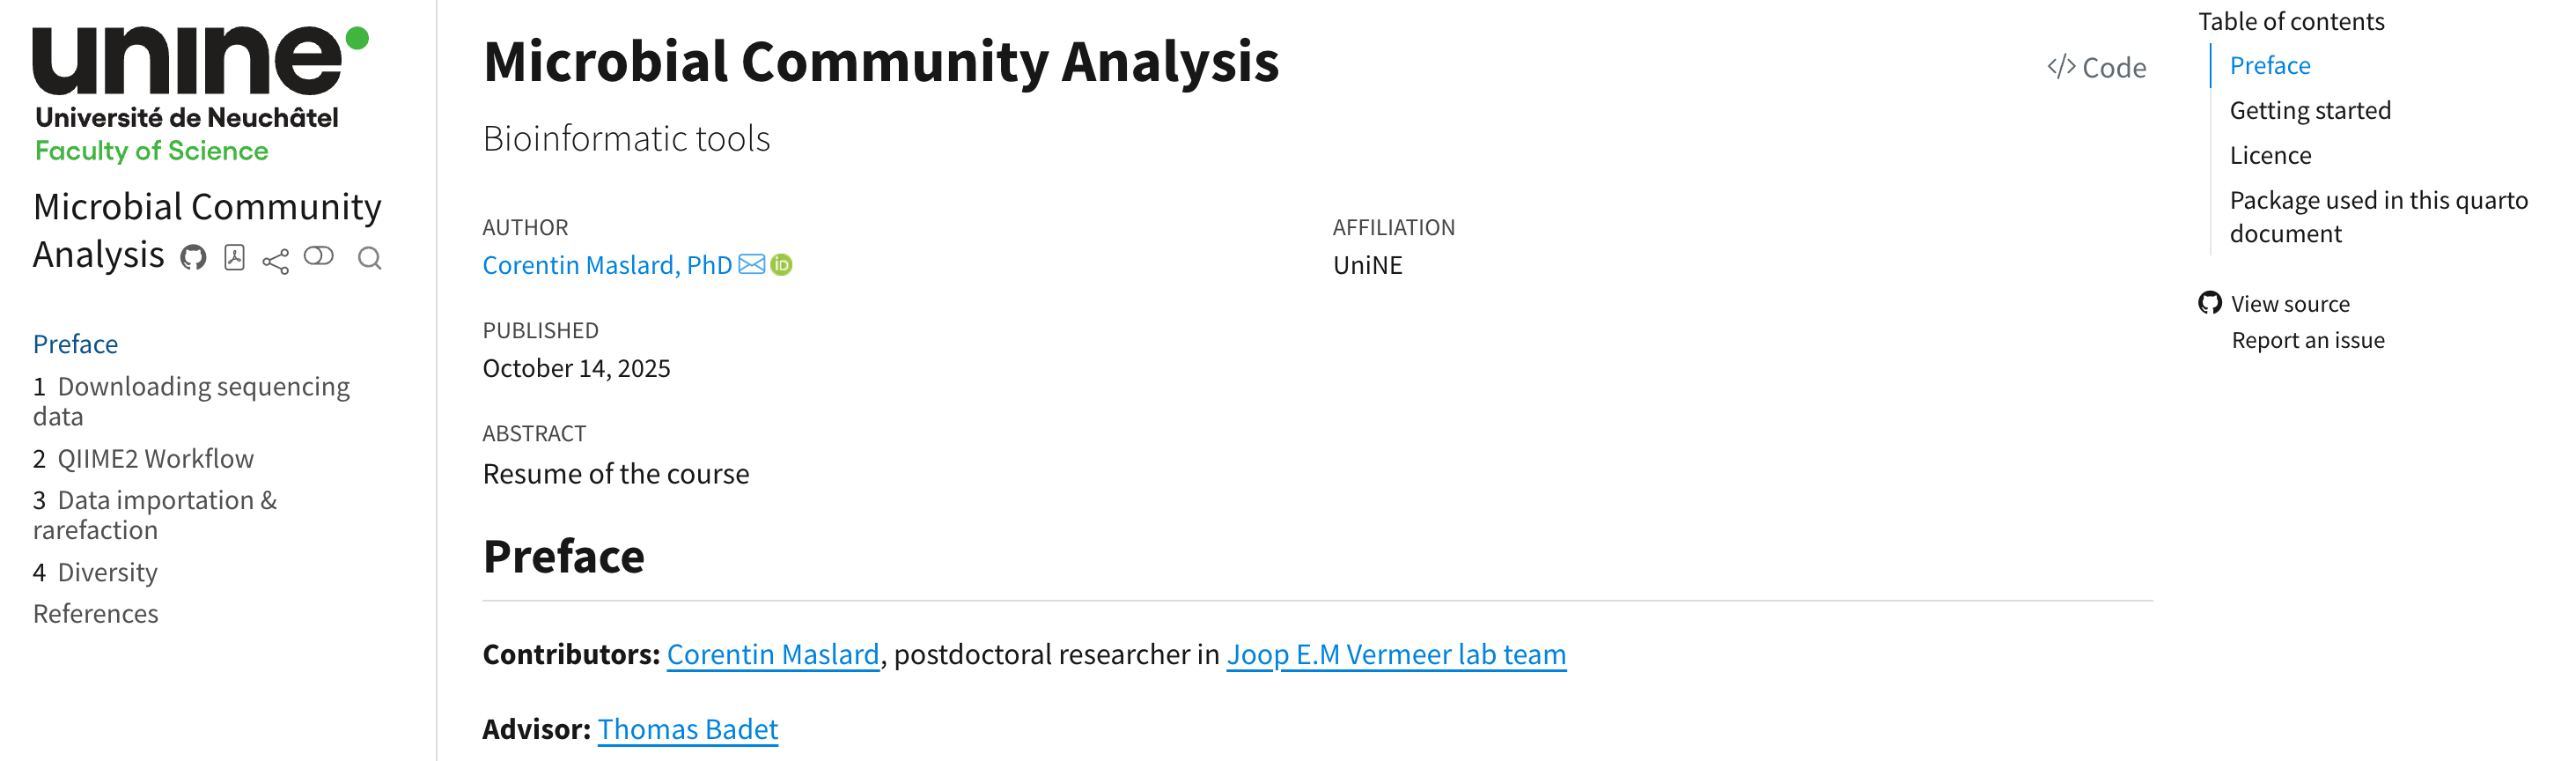 unine
Université de Neuchâtel
Faculty of Science
Microbial Community
Analysis
Preface
1 Downloading sequencing
data
2 QIIME2 Workflow
3 Data importation &
rarefaction
4 Diversity
References
Microbial Community Analysis
</> Code
Bioinformatic tools
AUTHOR
Corentin Maslard, PhD
iD
AFFILIATION
UniNE
PUBLISHED
October 14, 2025
ABSTRACT
Resume of the course
Preface
Contributors: Corentin Maslard, postdoctoral researcher in Joop E.M Vermeer lab team
Advisor: Thomas Badet
Table of contents
Preface
Getting started
Licence
Package used in this quarto
document
View source
Report an issue